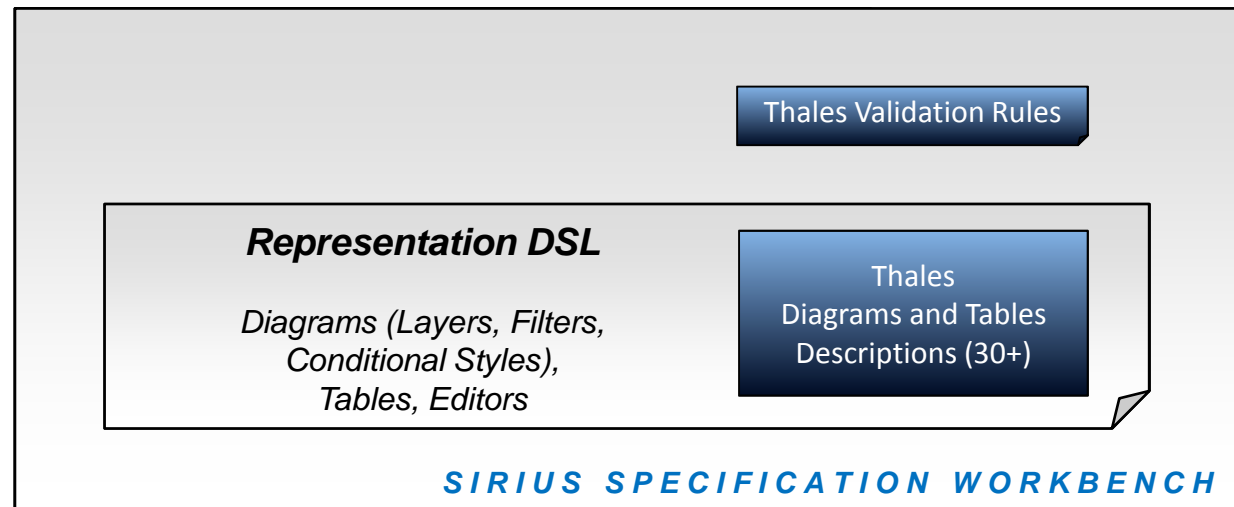 Thales Validation Rules
Representation DSL
Diagrams (Layers, Filters,
Conditional Styles),
Tables, Editors
Thales
Diagrams and Tables
Descriptions (30+)
SIRIUS SPECIFICATION WORKBENCH